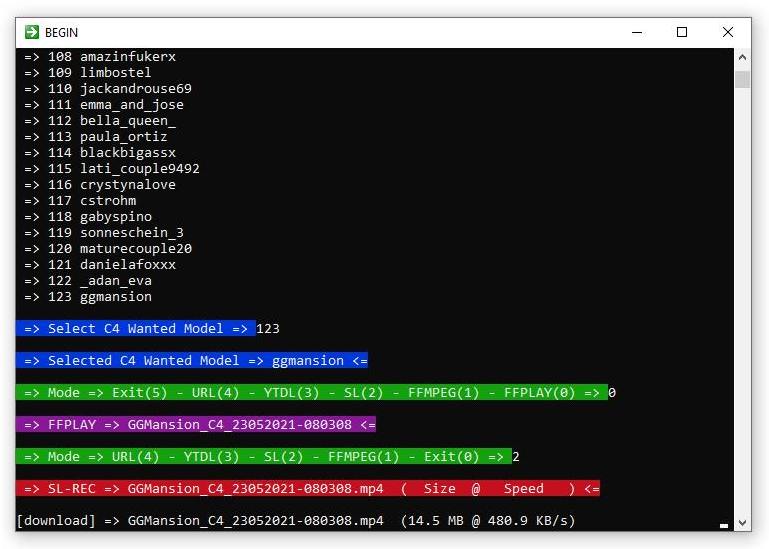 BEGIN
=> 108 amazinfukerx
=> 109 limbostel
=> 110 jackandrouse69
=> 111 emma_and_jose
=> 112 bella_queen_
=> 113 paula_ortiz
=> 114 blackbigassx
=> 115 lati_couple9492
=> 116 crystynalove
=> 117 cstrohm
=> 118 gabyspino
=> 119 sonneschein_3
=> 120 maturecouple20
=> 121 danielafoxxx
=> 122 _adan_eva
=> 123 ggmansion
=> Select C4 Wanted Model => 123
=> Selected C4 Wanted Model => ggmansion <=
=> Mode => Exit(5) - URL(4) - YTDL(3) - SL(2) - FFMPEG(1) - FFPLAY(0) => 0
=> FFPLAY => GGMansion_C4_23052021-080308 <=
=> Mode => URL(4) - YTDL(3) - SL(2) - FFMPEG(1) - Exit(0) => 2
=> SL-REC => GGMansion_C4_23052021-080308.mp4 ( Size @ Speed ) <=
[download] => GGMansion_C4_23052021-080308.mp4 (14.5 MB @ 480.9 KB/s)